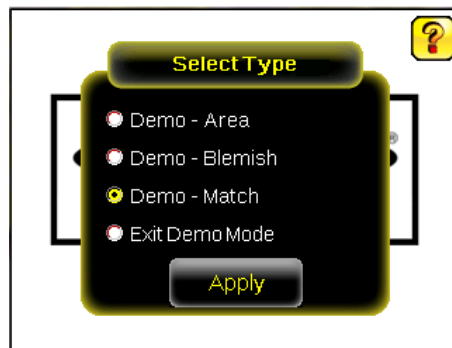 ?
Select Type
Demo - Area
Demo - Blemish
Demo - Match
Exit Demo Mode
Apply
®